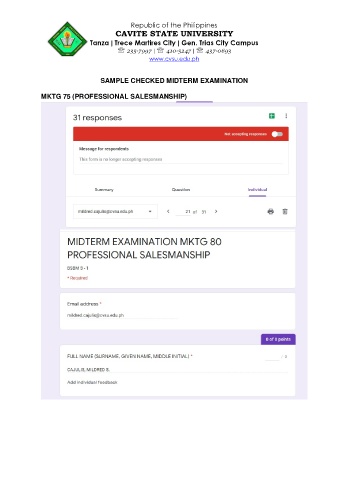 Republic of the Philippines
CAVITE STATE UNIVERSITY
Tanza | Trece Martires City | Gen. Trias City Campus
☏ 235-7997 | ☏ 410-5247 | ☏ 437-0693
www.cvsu.edu.ph
SAMPLE CHECKED MIDTERM EXAMINATION
MKTG 75 (PROFESSIONAL SALESMANSHIP)
31 responses
Not accepting responses
Message for respondents
This form is no longer accepting responses
Summary Question Individual
mildred.cajulis@cvsu.edu.ph 21 of 31
MIDTERM EXAMINATION MKTG 80
PROFESSIONAL SALESMANSHIP
BSBM 3 - 1
* Required
Email address *
mildred.cajulis@cvsu.edu.ph
0 of 0 points
FULL NAME (SURNAME, GIVEN NAME, MIDDLE INITIAL) *
CAJULIS, MILDRED B.
Add individual feedback